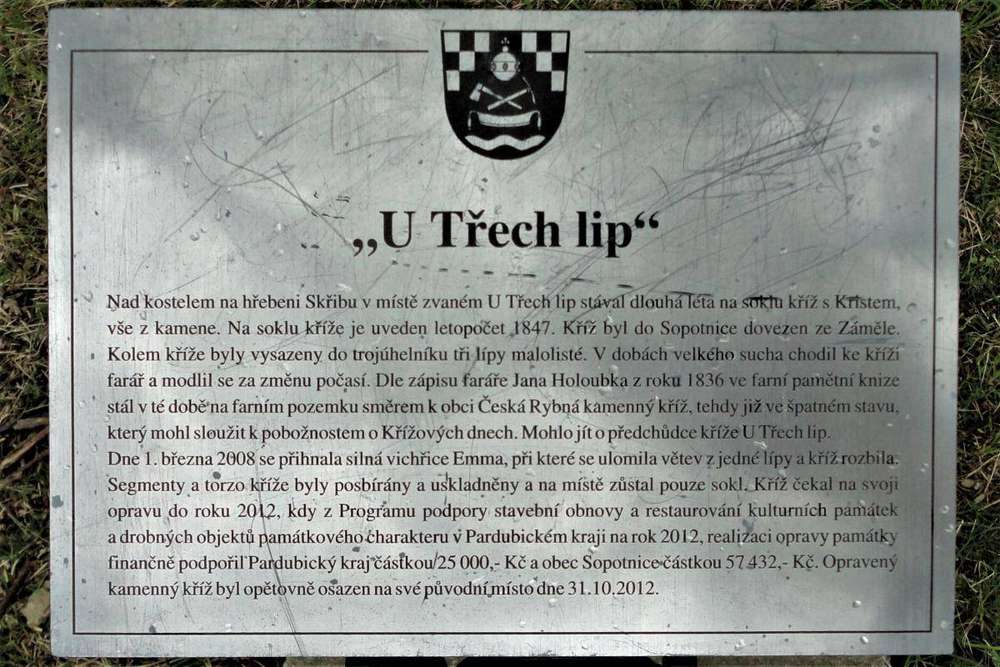 „U Třech lip“
Nad kostelem na hřebeni Skřibu v místě zvaném U Třech lip stával dlouhá léta na soklu kříž s Kristem,
vše z kamene. Na soklu kříže je uveden letopočet 1847. Kříž byl do Sopotnice dovezen ze Záměle.
Kolem kříže byly vysazeny do trojúhelníku tři lípy malolisté. V dobách velkého sucha chodil ke kříži
farář a modlil se za změnu počasí. Dle zápisu faráře Jana Holoubka z roku 1836 ve farní pamětní knize
stál v té době na farním pozemku směrem k obci Česká Rybná kamenný kříž, tehdy již ve špatném stavu,
který mohl sloužit k pobožnostem o Křížových dnech. Mohlo jít o předchůdce kříže U Třech lip.
Dne 1. března 2008 se přihnala silná vichřice Emma, při které se ulomila větev z jedné lípy a kříž rozbila.
Segmenty a torzo kříže byly posbírány a uskladněny a na místě zůstal pouze sokl. Kříž čekal na svoji
opravu do roku 2012, kdy z Programu podpory stavební obnovy a restaurování kulturních památek
a drobných objektů památkového charakteru v Pardubickém kraji na rok 2012, realizaci opravy památky
finančně podpořil Pardubický kraj částkou 25 000,- Kč a obec Sopotnice částkou 57 432,- Kč. Opravený
kamenný kříž byl opětovně osazen na své původní místo dne 31.10.2012.